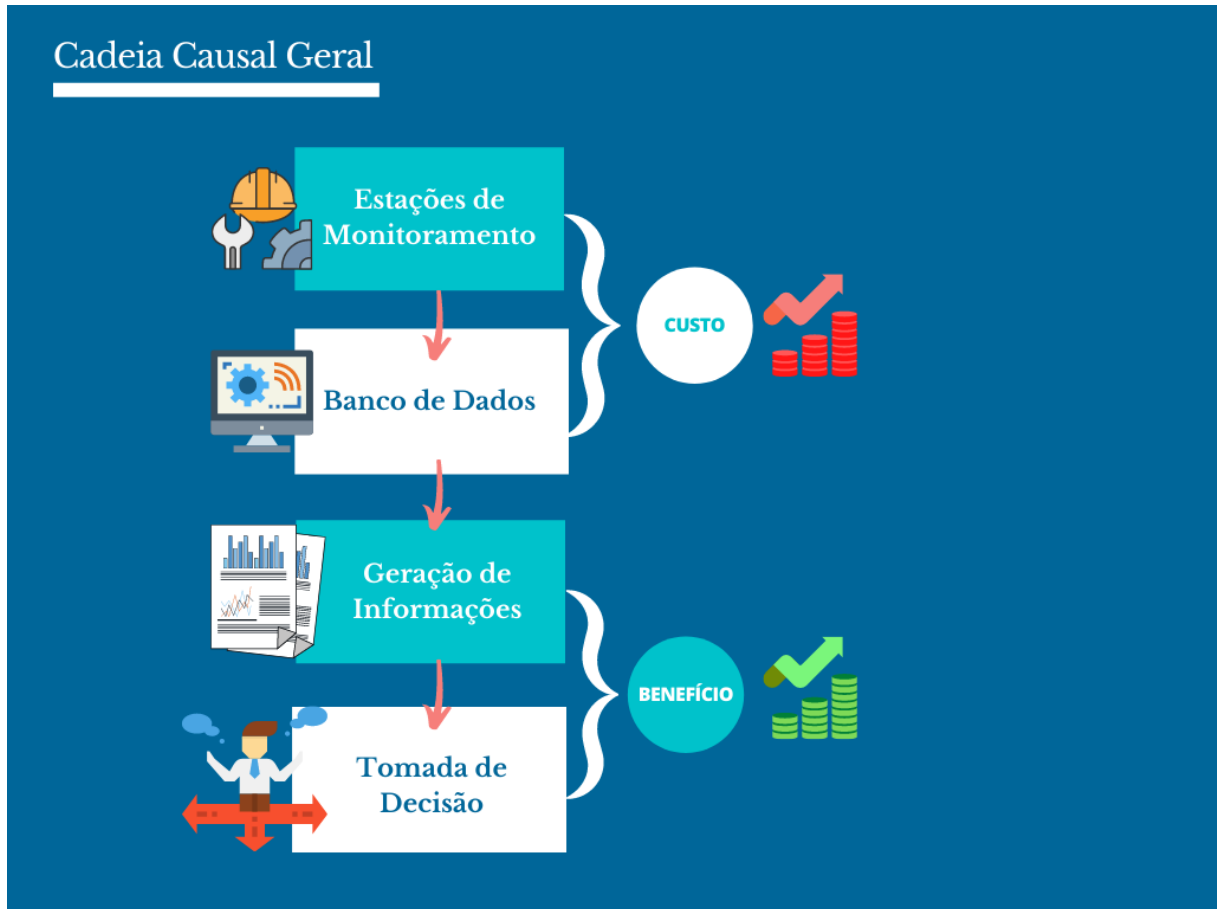 Cadeia Causal Geral
Estações de
Monitoramento
CUSTO
Banco de Dados
Geração de
Informações
BENEFÍCIO
Tomada de
Decisão